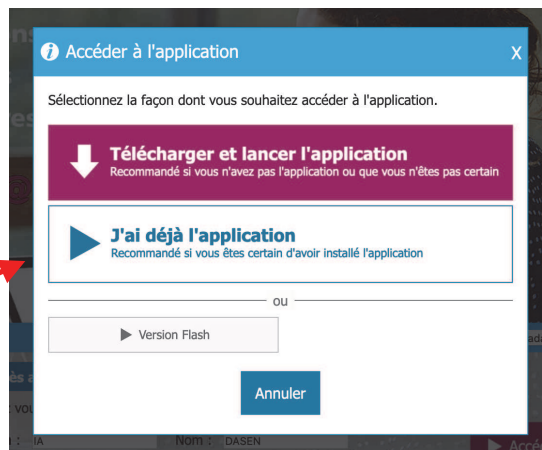 Accéder à l'application X
Sélectionnez la façon dont vous souhaitez accéder à l'application.
Télécharger et lancer l'application
Recommandé si vous n'avez pas l'application ou que vous n'êtes pas certain
J'ai déjà l'application
Recommandé si vous êtes certain d'avoir installé l'application
ou
Version Flash
Annuler
IA Nom : DASEN